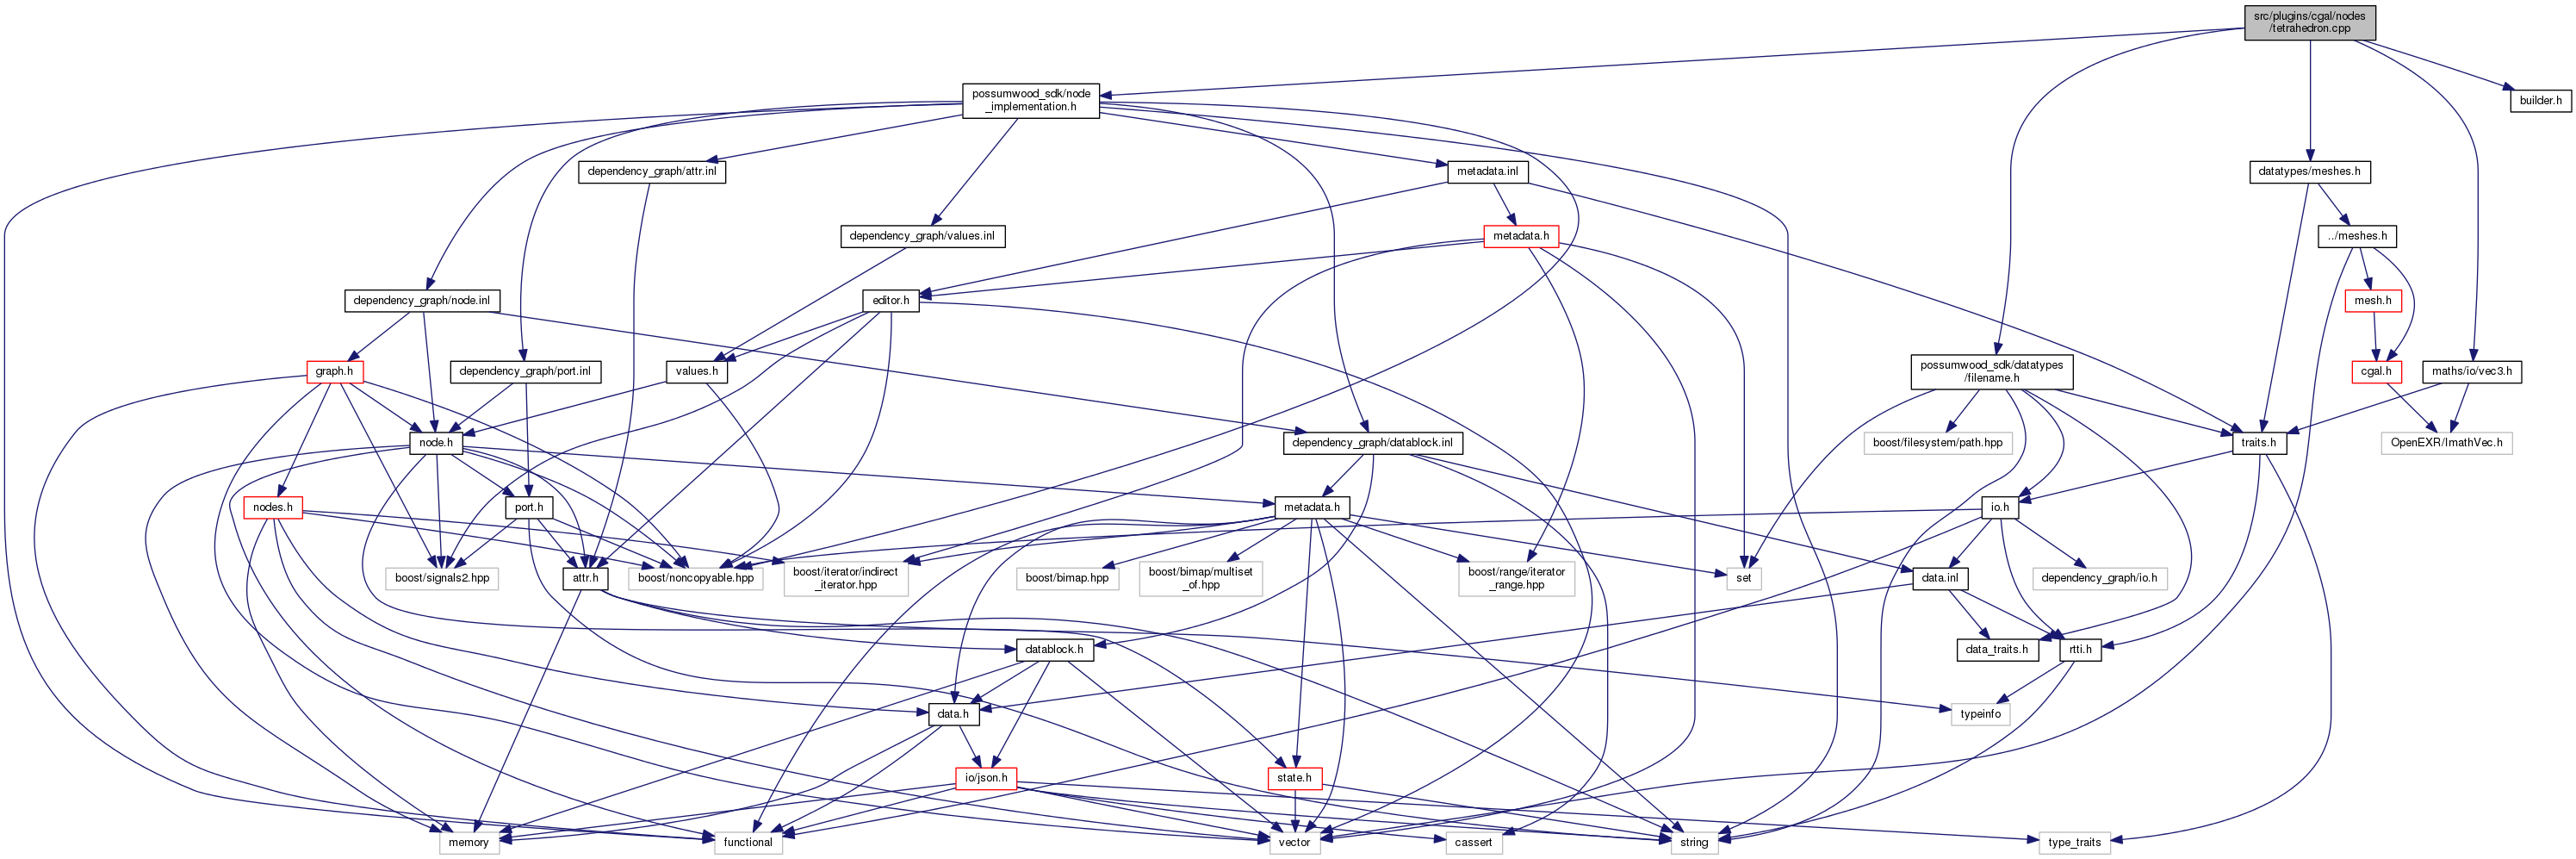 src/plugins/cgal/nodes
/tetrahedron.cpp
possumwood_sdk/node
_implementation.h
builder.h
dependency_graph/attr.inl
metadata.inl
datatypes/meshes.h
dependency_graph/values.inl
metadata.h
../meshes.h
dependency_graph/node.inl
editor.h
mesh.h
graph.h
dependency_graph/port.inl
values.h
possumwood_sdk/datatypes
/filename.h
cgal.h
maths/io/vec3.h
node.h
dependency_graph/datablock.inl
boost/filesystem/path.hpp
traits.h
OpenEXR/ImathVec.h
nodes.h
port.h
metadata.h
io.h
boost/signals2.hpp
attr.h
boost/noncopyable.hpp
boost/iterator/indirect
_iterator.hpp
boost/bimap.hpp
boost/bimap/multiset
_of.hpp
boost/range/iterator
_range.hpp
set
data.inl
dependency_graph/io.h
datablock.h
data_traits.h
rtti.h
data.h
typeinfo
io/json.h
state.h
memory
functional
vector
cassert
string
type_traits